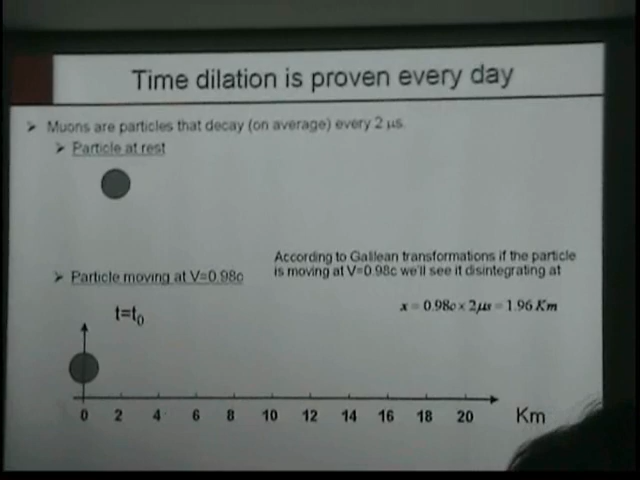 Time dilation is proven every day
➢ Muons are particles that decay (on average) every 2 μs
➢ Particle at rest
According to Galilean transformations if the particle
is moving at V=0.98c we'll see it disintegrating at
➢ Particle moving at V=0.98c
x = 0.98c × 2μs = 1.96 Km
t=t₀
0 2 4 6 8 10 12 14 16 18 20 Km